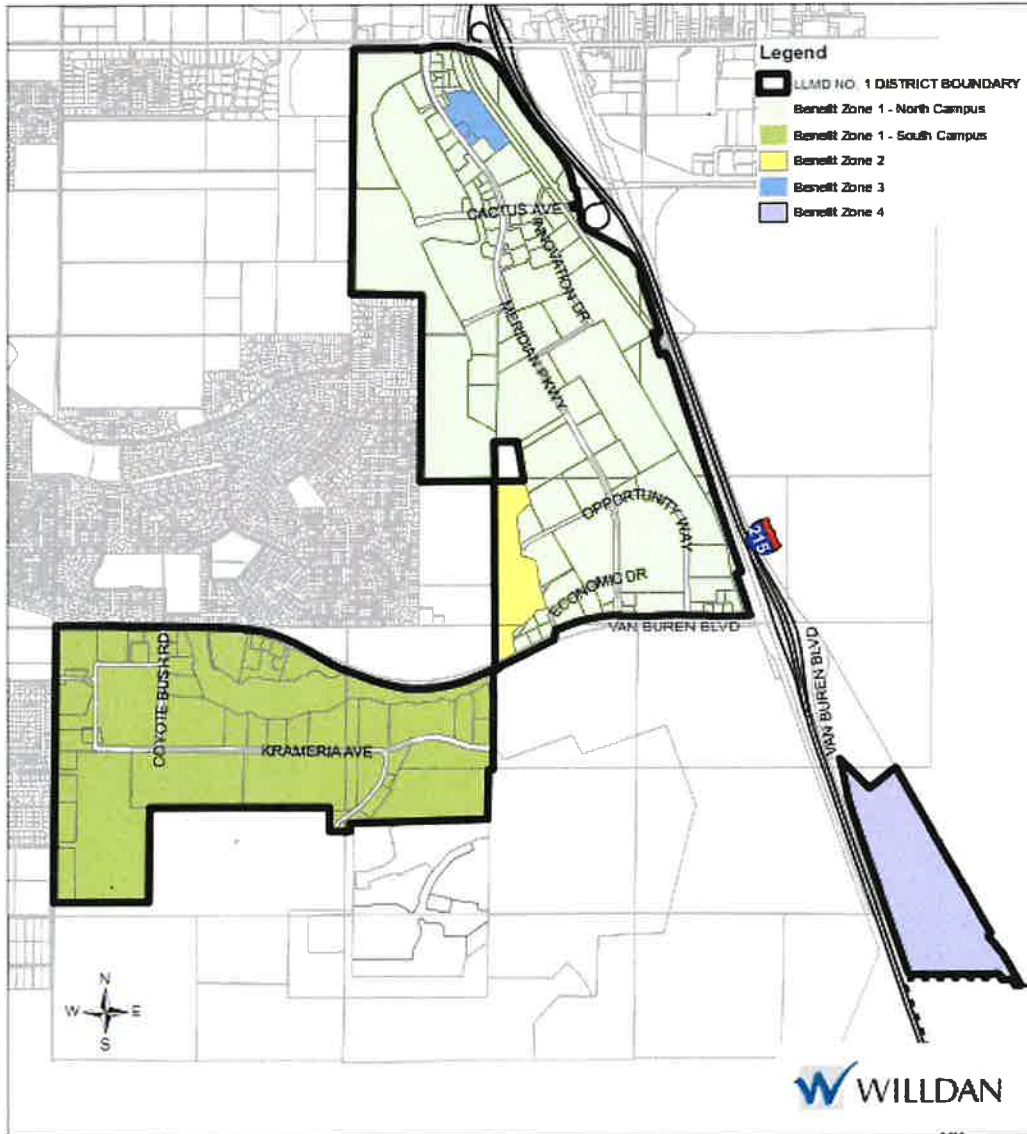 Legend
LLMD NO. 1 DISTRICT BOUNDARY
Benefit Zone 1 - North Campus
Benefit Zone 1 - South Campus
Benefit Zone 2
Benefit Zone 3
Benefit Zone 4
CACTUS AVE
INNOVATION DR
MERIDIAN PKWY
OPPORTUNITY WAY
215
ECONOMIC DR
VAN BUREN BLVD
VAN BUREN BLVD
COYOTE BUSH RD
KRAMERIA AVE
N
W E
S
W WILLDAN